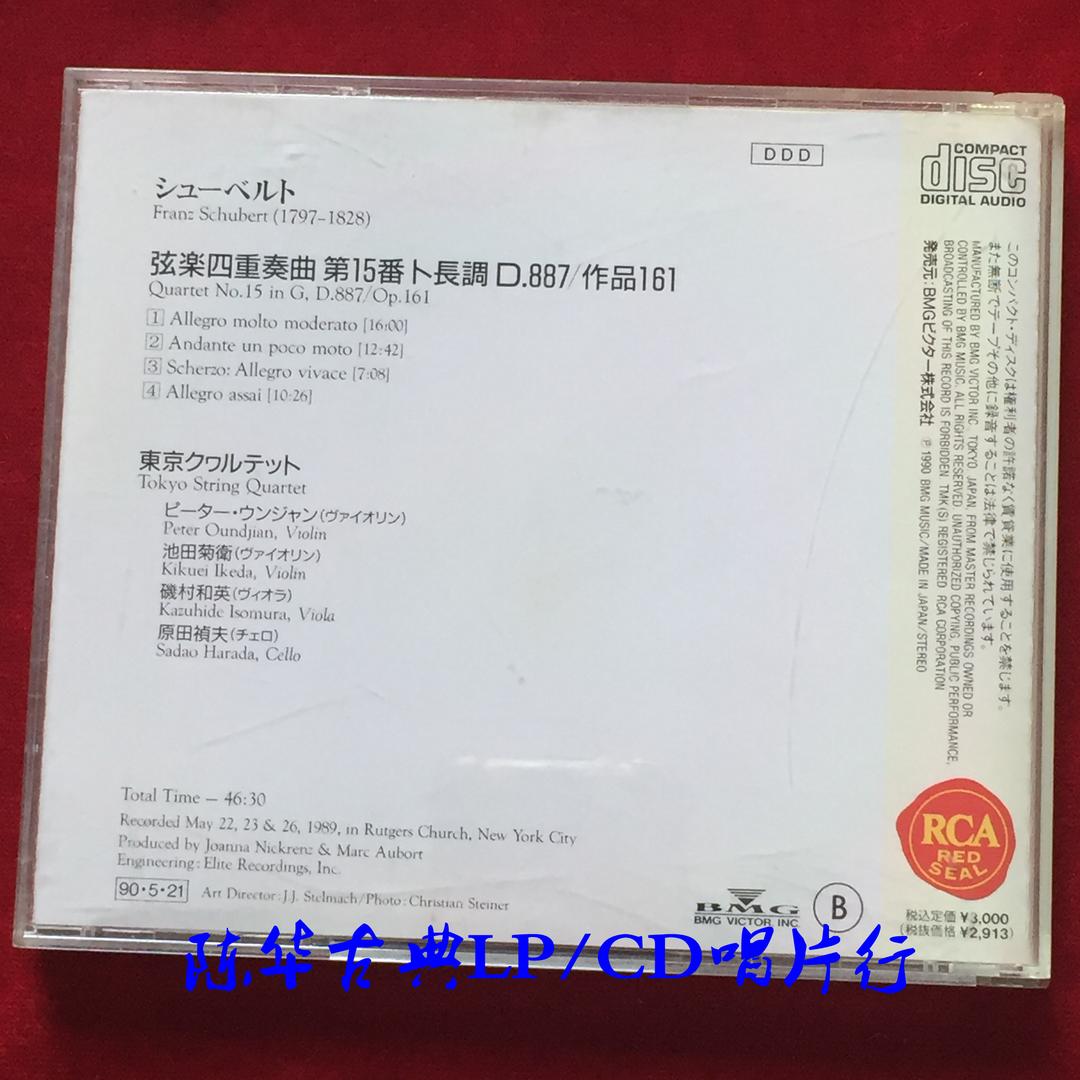 DDD
COMPACT
disc
DIGITAL AUDIO
シューベルト
Franz Schubert (1797–1828)
弦楽四重奏曲 第15番ト長調 D.887/作品161
Quartet No.15 in G, D.887/Op.161
1 Allegro molto moderato [16:00]
2 Andante un poco moto [12:42]
3 Scherzo: Allegro vivace [7:08]
4 Allegro assai [10:26]
東京クヮルテット
Tokyo String Quartet
ピーター・ウンジャン(ヴァイオリン)
Peter Oundjian, Violin
池田菊衛(ヴァイオリン)
Kikuei Ikeda, Violin
磯村和英(ヴィオラ)
Kazuhide Isomura, Viola
原田禎夫(チェロ)
Sadao Harada, Cello
Total Time — 46:30
Recorded May 22, 23 & 26, 1989, in Rutgers Church, New York City
Produced by Joanna Nickrenz & Marc Aubort
Engineering: Elite Recordings, Inc.
90・5・21 Art Director: J.J. Stelmach/Photo: Christian Steiner
BMG
BMG VICTOR INC.
B
このコンパクト・ディスクは権利者の許諾なく賃貸業に使用することを禁じます。
また無断でテープその他に録音することは法律で禁じられています。
MANUFACTURED BY BMG VICTOR INC. TOKYO JAPAN, FROM MASTER RECORDINGS OWNED OR
CONTROLLED BY BMG MUSIC. ALL RIGHTS RESERVED. UNAUTHORIZED COPYING, PUBLIC PERFORMANCE,
BROADCASTING OF THIS RECORD IS FORBIDDEN. TMK(S) REGISTERED RCA CORPORATION
発売元:BMGビクター株式会社 Ⓟ 1990 BMG MUSIC/MADE IN JAPAN/STEREO
RCA
RED
SEAL
税込定価 ¥3,000
(税抜価格 ¥2,913)
陈华古典LP/CD唱片行